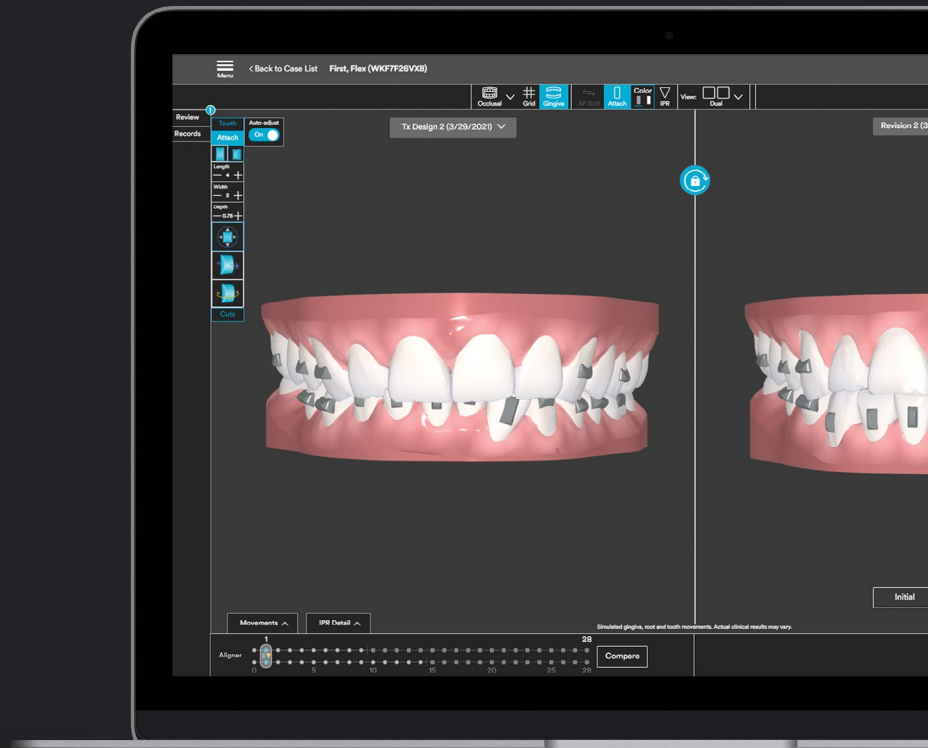 Menu
< Back to Case List
First, Flex (WKF7F26VXB)
Occlusal
Grid
Gingiva
AP Shift
Attach
Color
IPR
View:
Dual
Review
Records
Tooth
Attach
Auto-adjust
On
Length
— 4 +
Width
— 2 +
Depth
— 0.75 +
Cuts
Tx Design 2 (3/29/2021)
Revision 2 (3
Initial
Movements
IPR Detail
Simulated gingiva, root and tooth movements. Actual clinical results may vary.
1
28
Aligner
Compare
0 5 10 15 20 25 28